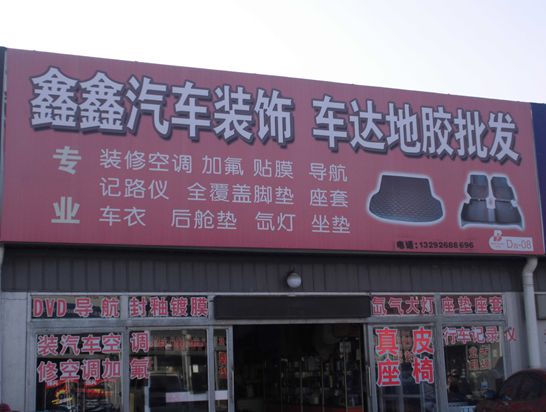 鑫鑫汽车装饰 车达地胶批发
专业
装修空调 加氟 贴膜 导航
记路仪 全覆盖脚垫 座套
车衣 后舱垫 氙灯 坐垫
电话:13292688696
D区-08
DVD导航封釉镀膜
氙气大灯座垫座套
装汽车空调
修空调加氟
真皮
座椅
行车记录仪